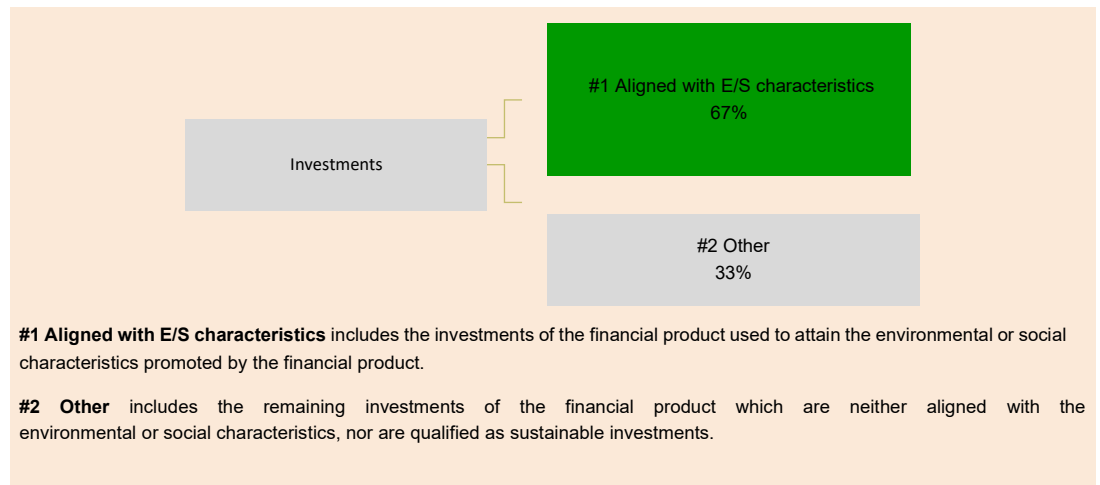 #1 Aligned with E/S characteristics
67%
Investments
#2 Other
33%
#1 Aligned with E/S characteristics includes the investments of the financial product used to attain the environmental or social
characteristics promoted by the financial product.
#2 Other includes the remaining investments of the financial product which are neither aligned with the
environmental or social characteristics, nor are qualified as sustainable investments.